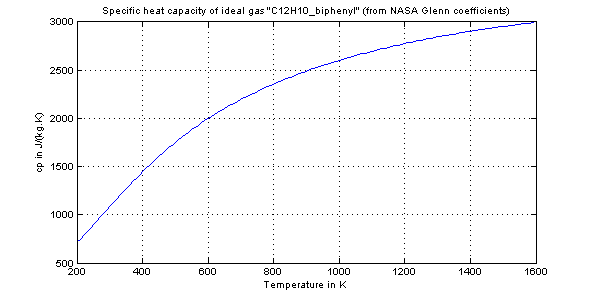 Specific heat capacity of ideal gas "C12H10_biphenyl" (from NASA Glenn coefficients)
3000
2500
2000
1500
1000
500
cp in J/(kg.K)
200 400 600 800 1000 1200 1400 1600
Temperature in K